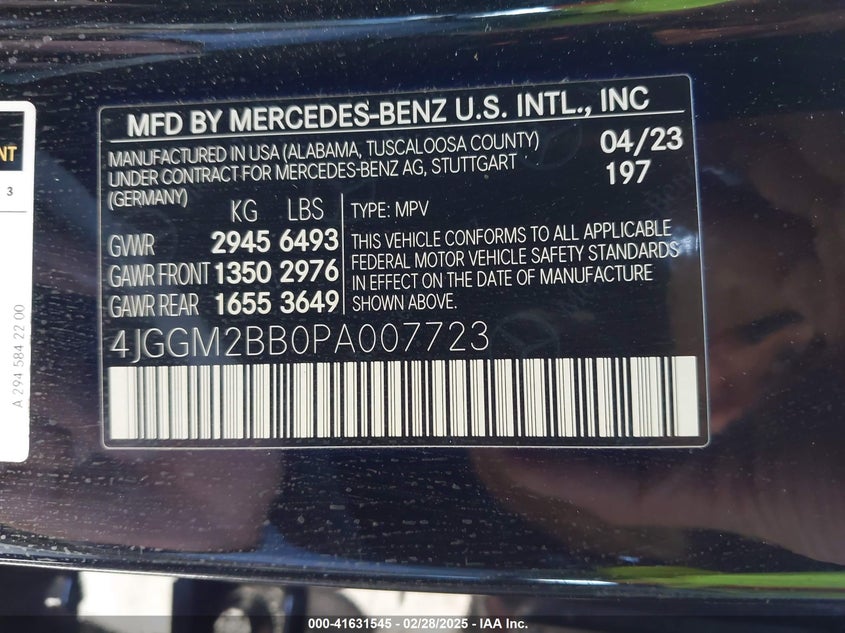 MFD BY MERCEDES-BENZ U.S. INTL., INC
MANUFACTURED IN USA (ALABAMA, TUSCALOOSA COUNTY)
UNDER CONTRACT FOR MERCEDES-BENZ AG, STUTTGART
(GERMANY)
04/23
197
KG LBS
GVWR 2945 6493
GAWR FRONT 1350 2976
GAWR REAR 1655 3649
TYPE: MPV
THIS VEHICLE CONFORMS TO ALL APPLICABLE
FEDERAL MOTOR VEHICLE SAFETY STANDARDS
IN EFFECT ON THE DATE OF MANUFACTURE
SHOWN ABOVE.
4JGGM2BB0PA007723
3
A 294 584 22 00
000-41631545 - 02/28/2025 - IAA Inc.